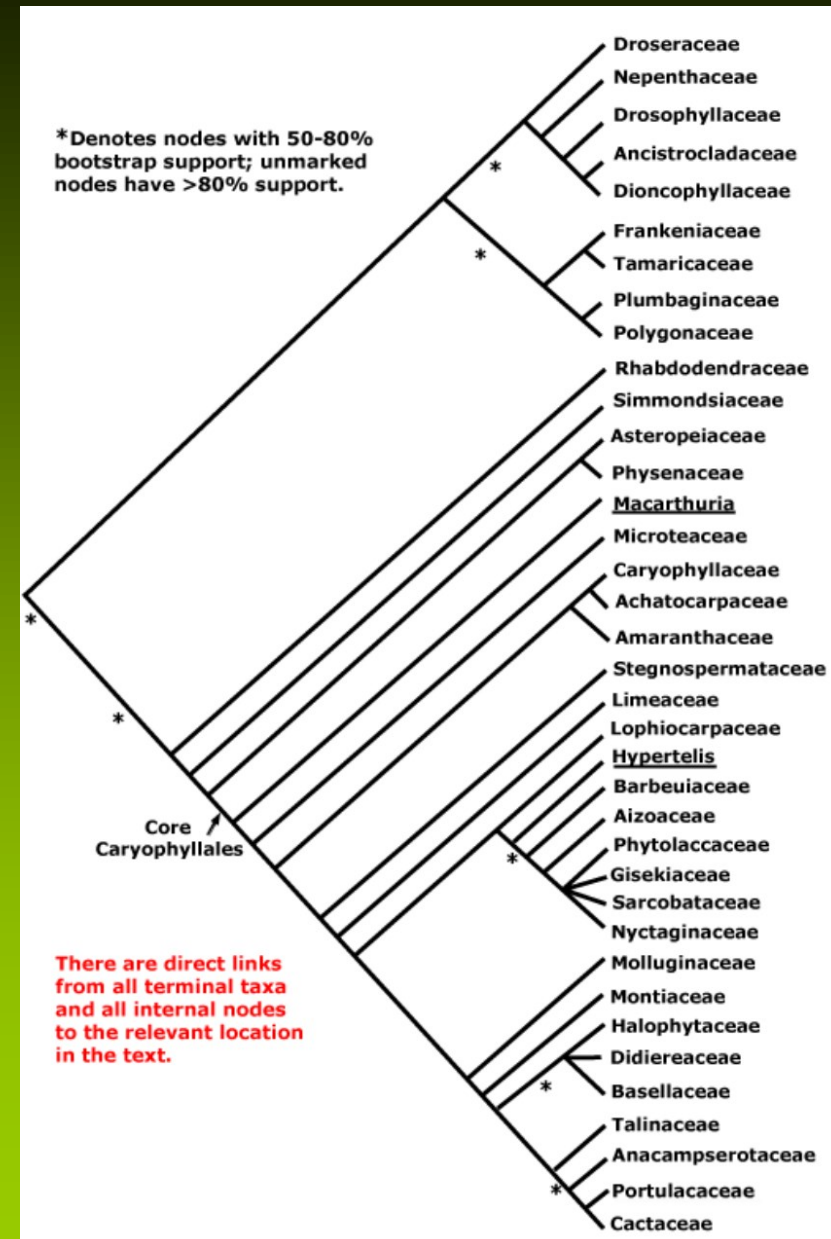 Droseraceae
Nepenthaceae
*Denotes nodes with 50-80%
bootstrap support; unmarked
nodes have >80% support.
Drosophyllaceae
Ancistrocladaceae
*
Dioncophyllaceae
Frankeniaceae
*
Tamaricaceae
Plumbaginaceae
Polygonaceae
Rhabdodendraceae
Simmondsiaceae
Asteropeiaceae
Physenaceae
Macarthuria
Microteaceae
Caryophyllaceae
Achatocarpaceae
*
Amaranthaceae
Stegnospermataceae
Limeaceae
*
Lophiocarpaceae
Hypertelis
Barbeuiaceae
Aizoaceae
Core
Caryophyllales
Phytolaccaceae
*
Gisekiaceae
Sarcobataceae
Nyctaginaceae
There are direct links
from all terminal taxa
and all internal nodes
to the relevant location
in the text.
Molluginaceae
Montiaceae
Halophytaceae
Didiereaceae
*
Basellaceae
Talinaceae
Anacampserotaceae
*
Portulacaceae
Cactaceae